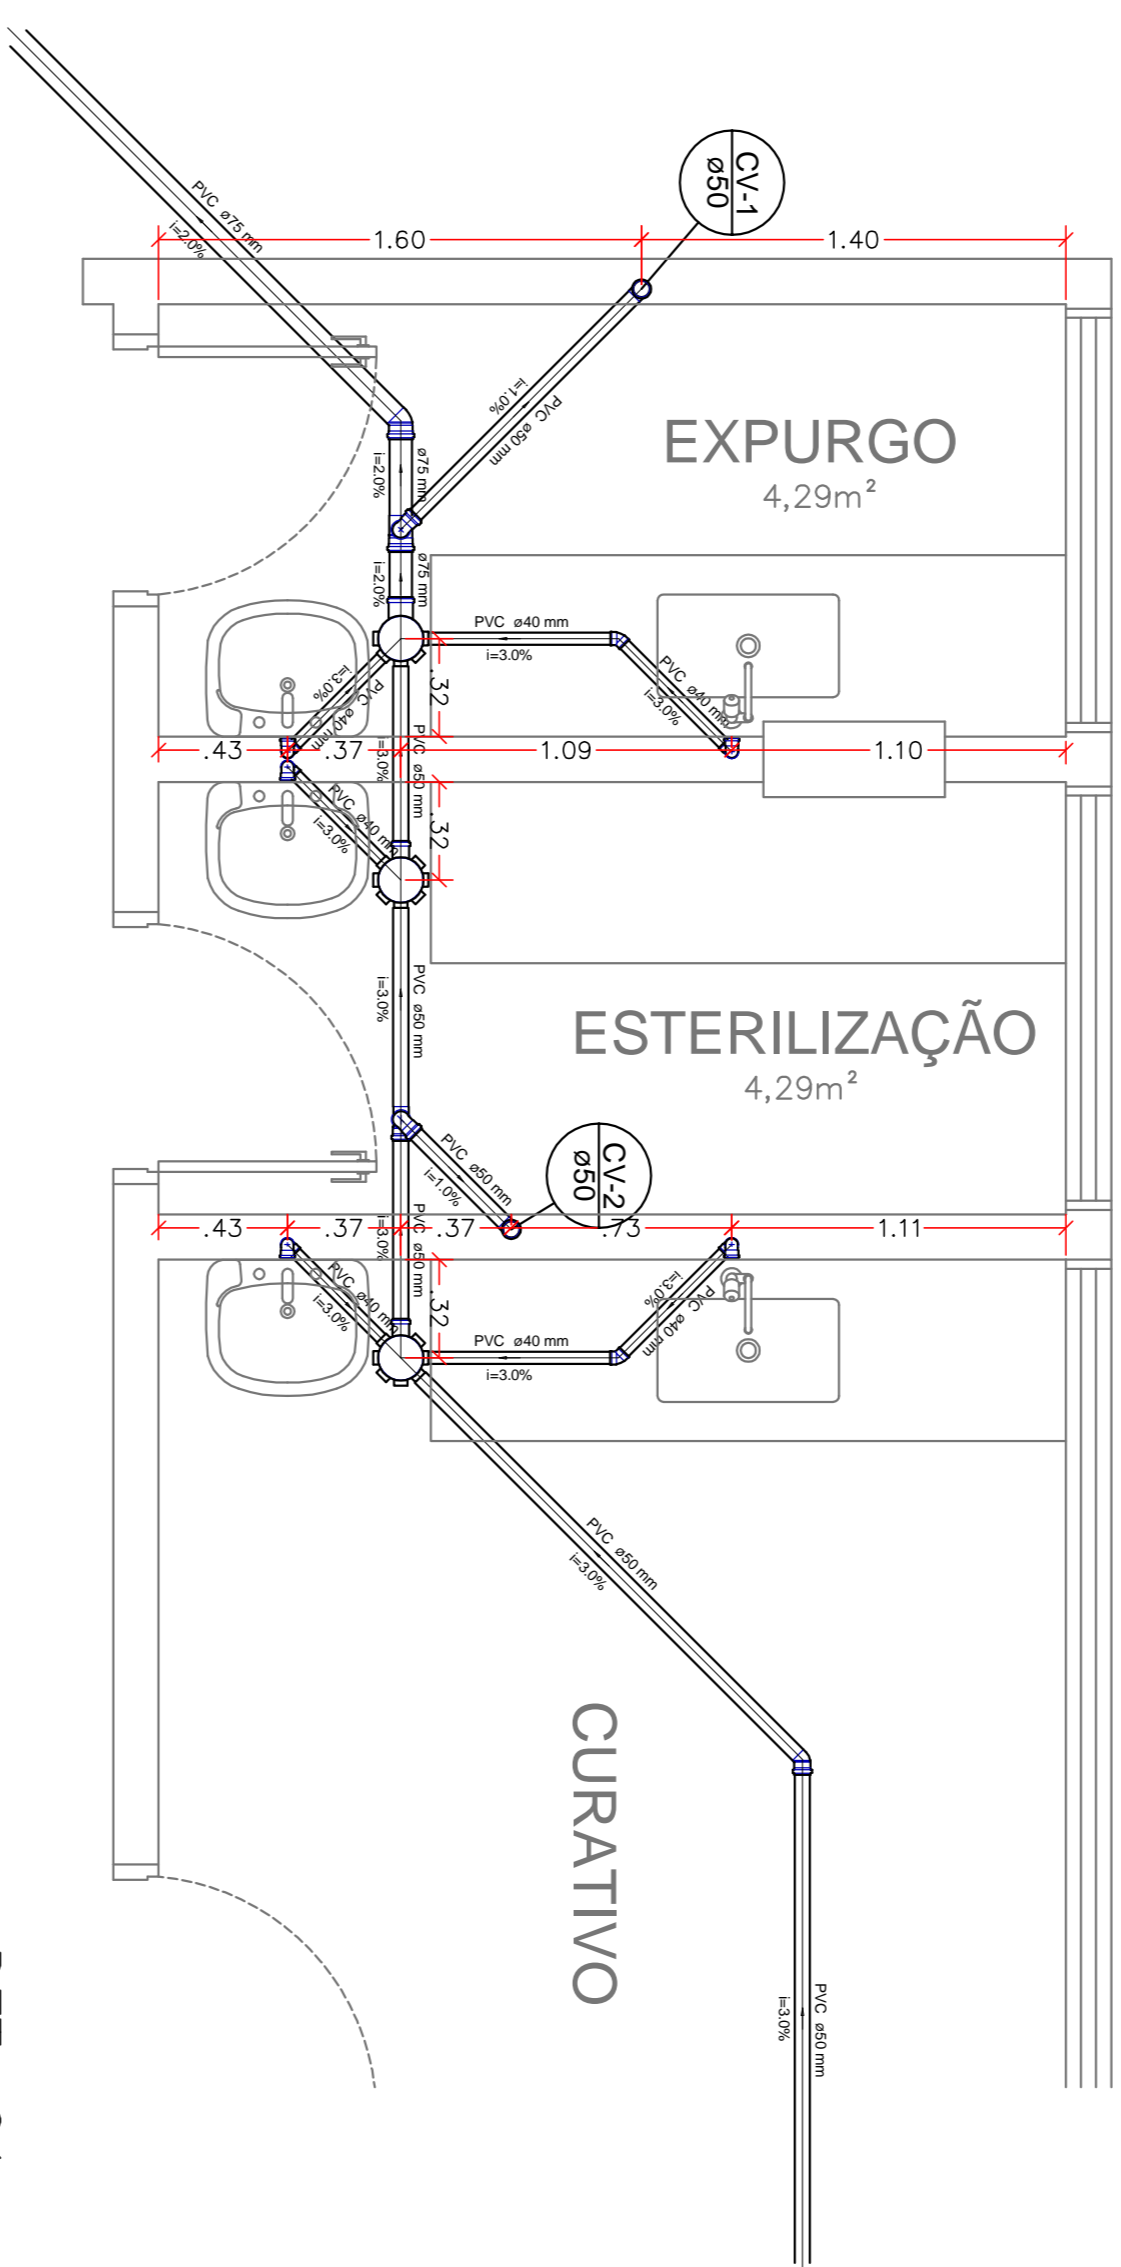 CV-1
ø50
PVC ø75 mm
i=2.0%
1.60
1.40
i=1.0%
PVC ø50 mm
EXPURGO
4,29m²
ø75 mm
i=2.0%
ø75 mm
i=2.0%
PVC ø40 mm
i=3.0%
PVC ø40 mm
i=3.0%
i=3.0%
PVC ø40 mm
.32
.43
.37
1.09
1.10
PVC ø50 mm
i=3.0%
PVC ø40 mm
i=3.0%
.32
PVC ø50 mm
i=3.0%
ESTERILIZAÇÃO
4,29m²
CV-2
ø50
PVC ø50 mm
i=1.0%
.43
.37
.37
.73
1.11
PVC ø50 mm
i=3.0%
PVC ø40 mm
i=3.0%
i=3.0%
PVC ø40 mm
.32
PVC ø40 mm
i=3.0%
PVC ø50 mm
i=3.0%
CURATIVO
PVC ø50 mm
i=3.0%